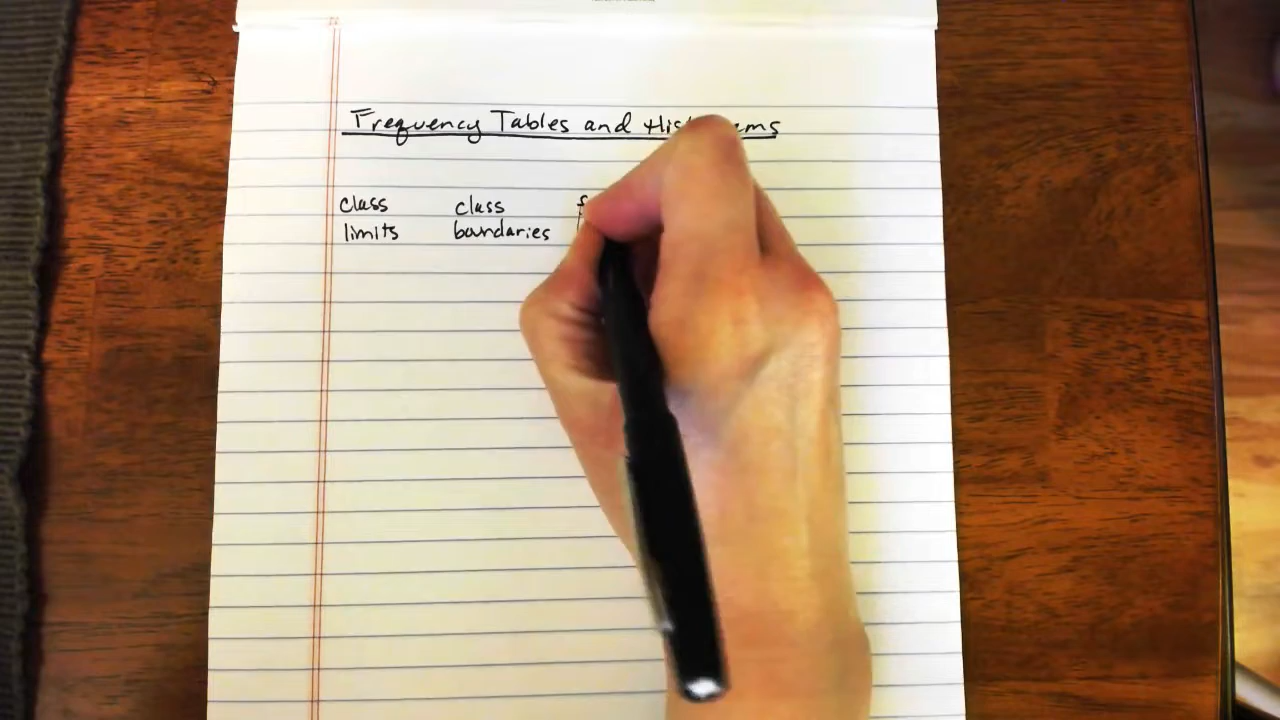 Frequency Tables and
class class
limits boundaries